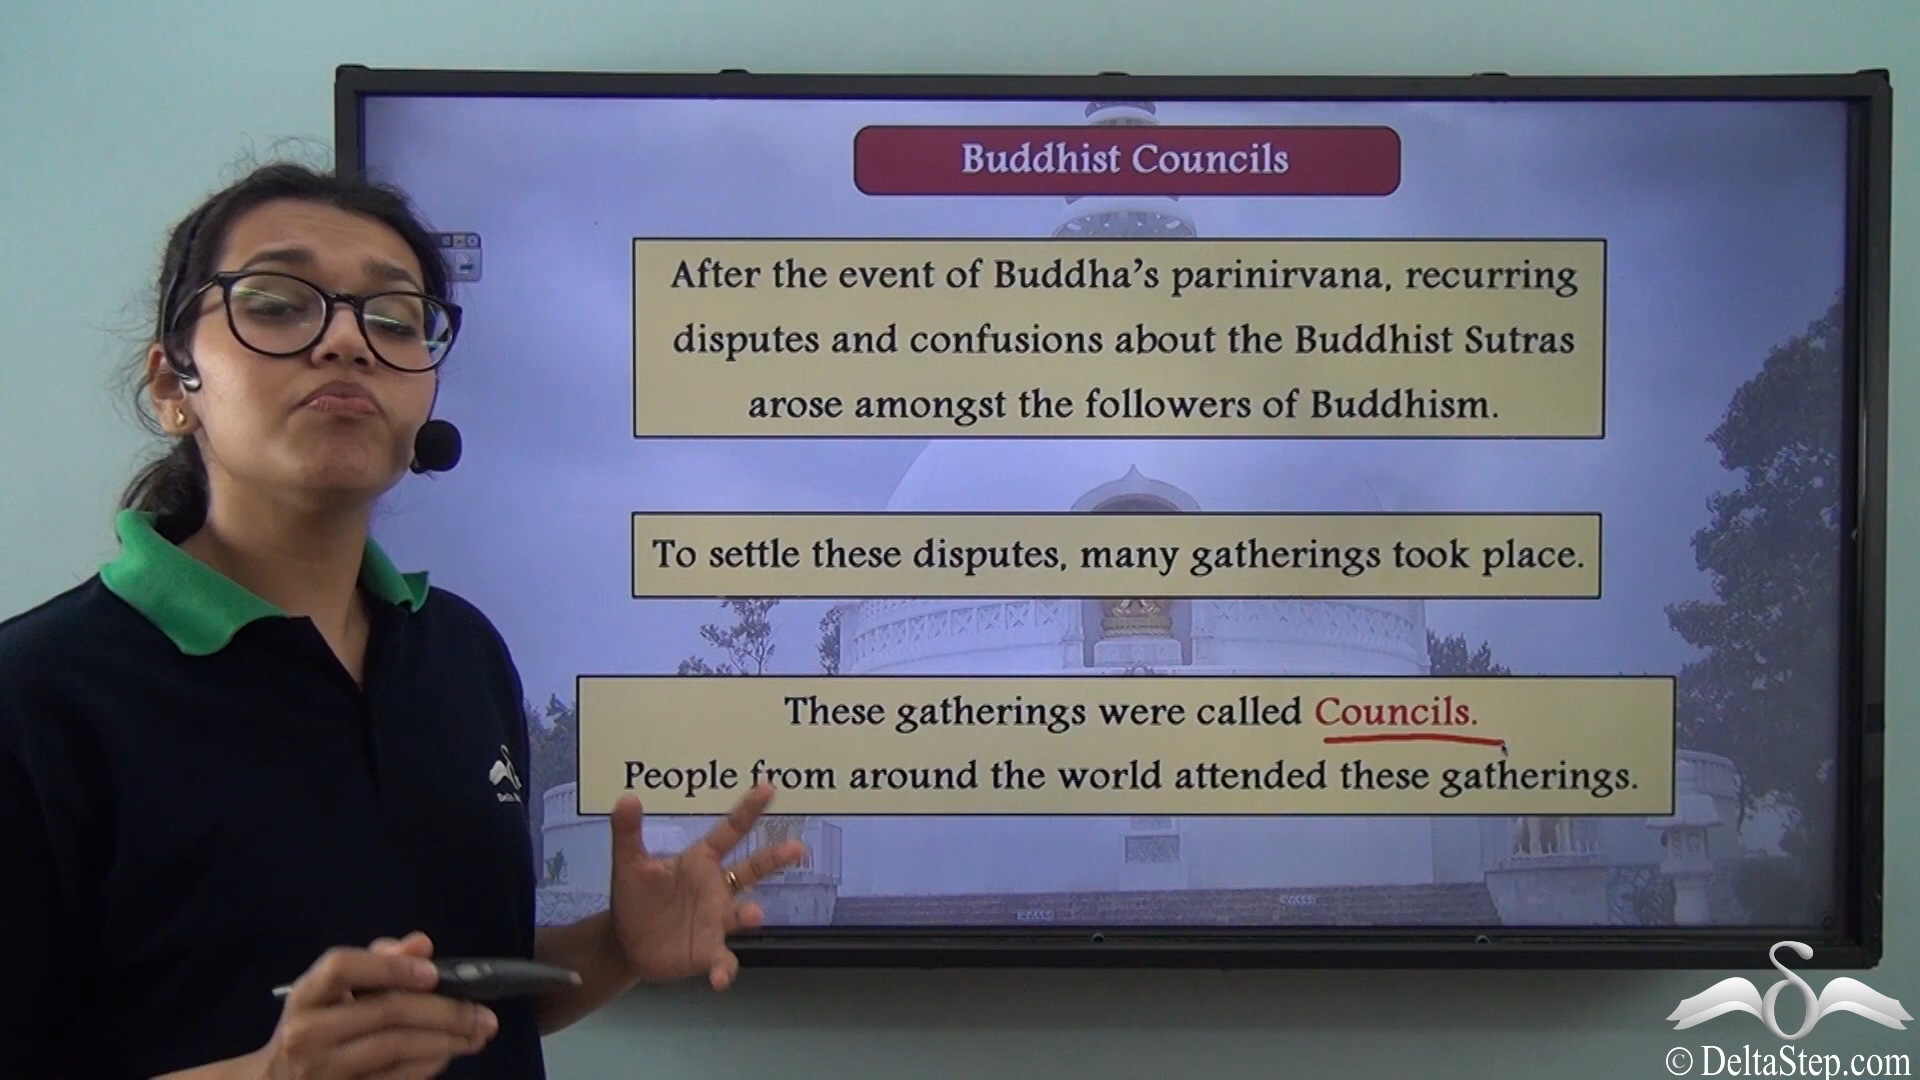 Buddhist Councils
After the event of Buddha's parinirvana, recurring
disputes and confusions about the Buddhist Sutras
arose amongst the followers of Buddhism.
To settle these disputes, many gatherings took place.
These gatherings were called Councils.
People from around the world attended these gatherings.
© DeltaStep.com